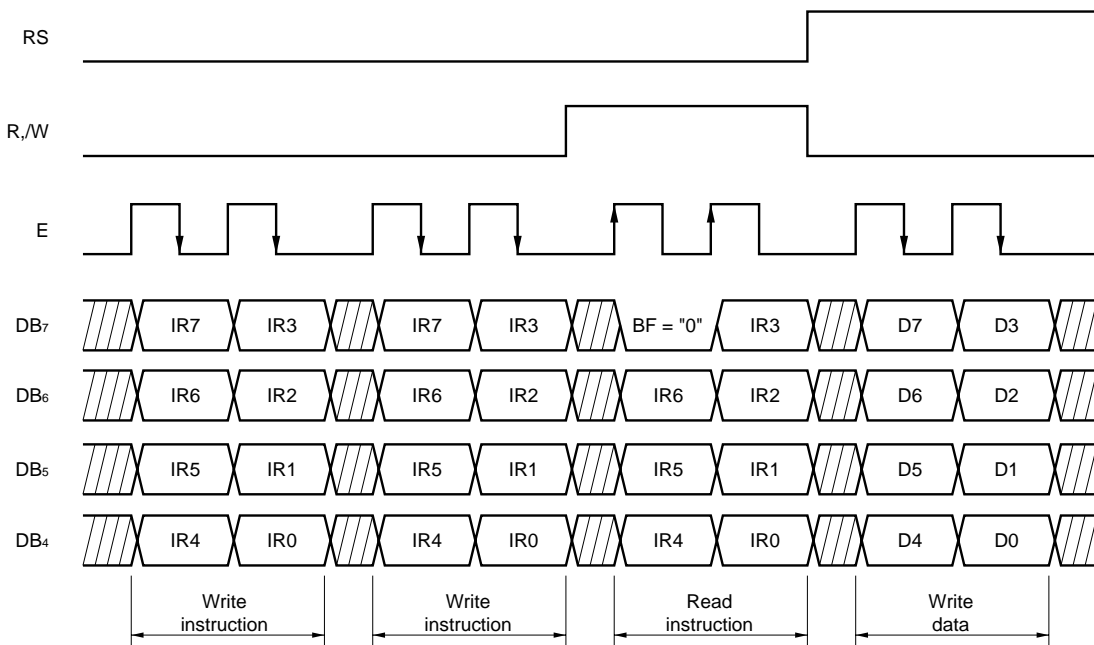 RS
R,/W
E
DB7 IR7 IR3 IR7 IR3 BF = "0" IR3 D7 D3
DB6 IR6 IR2 IR6 IR2 IR6 IR2 D6 D2
DB5 IR5 IR1 IR5 IR1 IR5 IR1 D5 D1
DB4 IR4 IR0 IR4 IR0 IR4 IR0 D4 D0
Write Write Read Write
instruction instruction instruction data